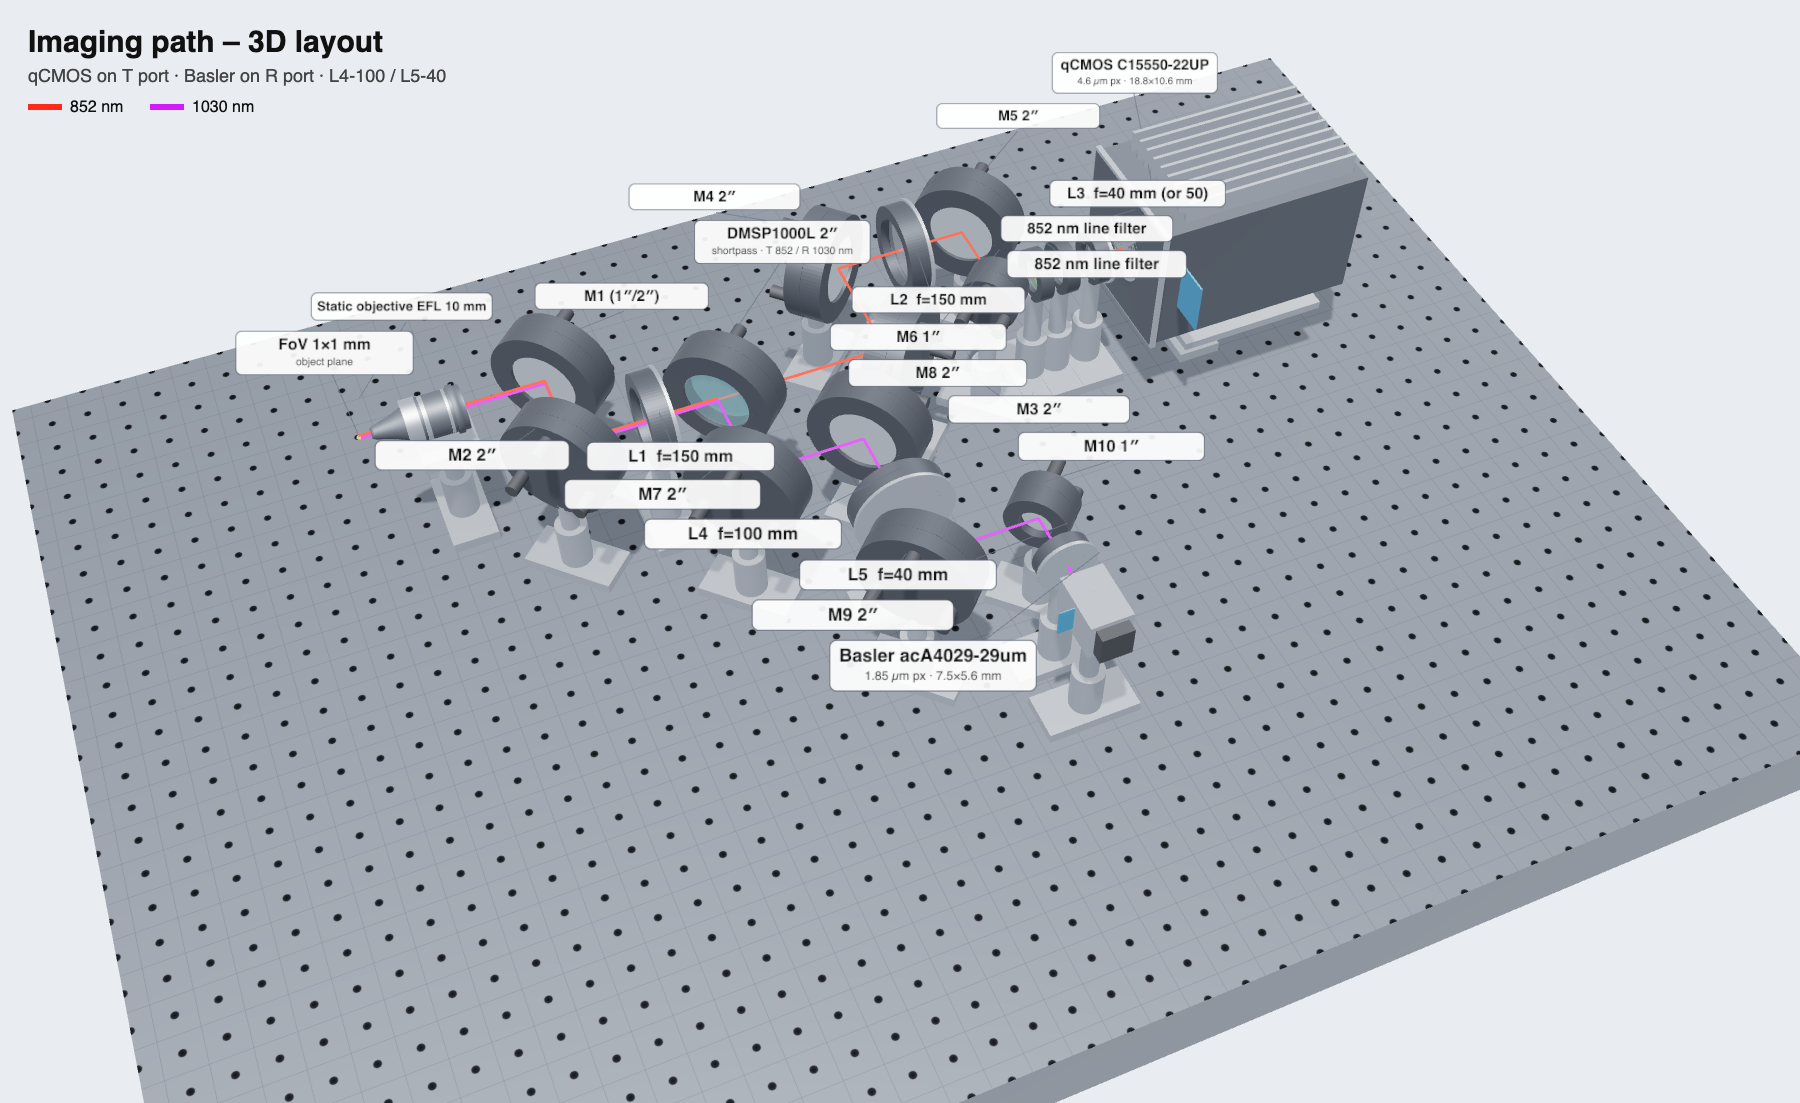 Imaging path – 3D layout
qCMOS on T port · Basler on R port · L4-100 / L5-40
852 nm
1030 nm
qCMOS C15550-22UP
4.6 µm px · 18.8×10.6 mm
M5 2″
M4 2″
L3 f=40 mm (or 50)
DMSP1000L 2″
shortpass · T 852 / R 1030 nm
852 nm line filter
852 nm line filter
M1 (1″/2″)
L2 f=150 mm
Static objective EFL 10 mm
FoV 1×1 mm
object plane
M6 1″
M8 2″
M3 2″
M10 1″
M2 2″
L1 f=150 mm
M7 2″
L4 f=100 mm
L5 f=40 mm
M9 2″
Basler acA4029-29um
1.85 µm px · 7.5×5.6 mm